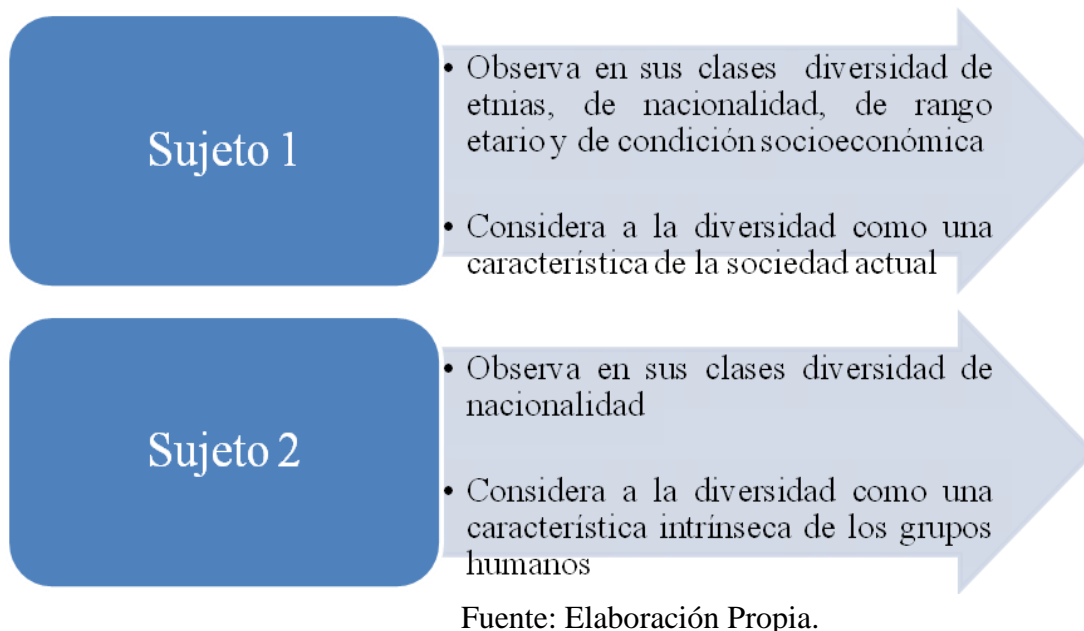 Sujeto 1
• Observa en sus clases diversidad de
etnias, de nacionalidad, de rango
etario y de condición socioeconómica
• Considera a la diversidad como una
característica de la sociedad actual
Sujeto 2
• Observa en sus clases diversidad de
nacionalidad
• Considera a la diversidad como una
característica intrínseca de los grupos
humanos
Fuente: Elaboración Propia.